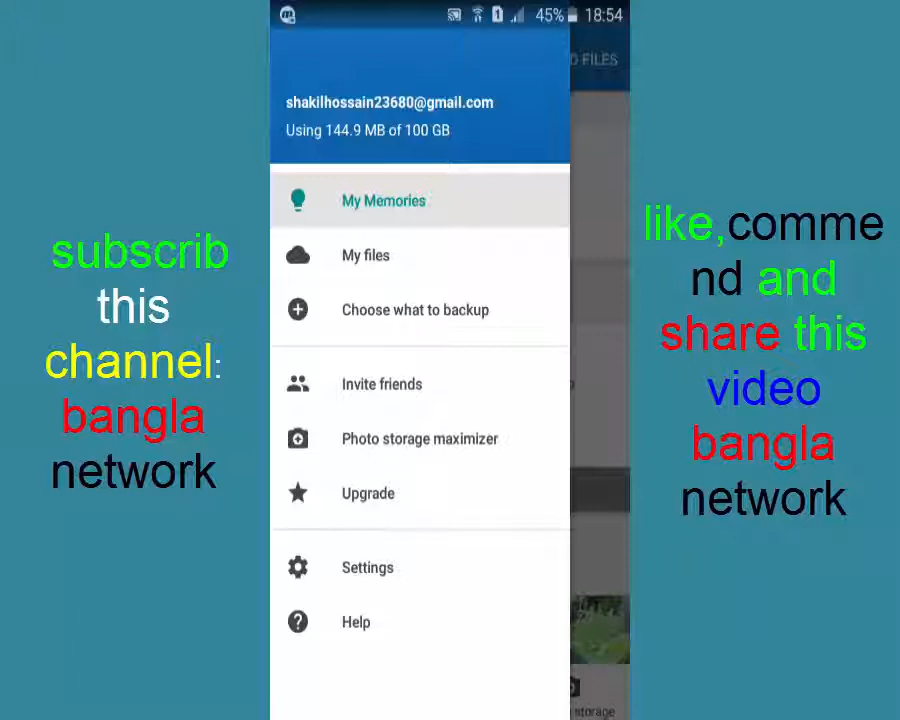 45% 18:54
D FILES
shakilhossain23680@gmail.com
Using 144.9 MB of 100 GB
My Memories
My files
Choose what to backup
Invite friends
Photo storage maximizer
Upgrade
Settings
Help
storage
subscrib
this
channel:
bangla
network
like,comme
nd and
share this
video
bangla
network